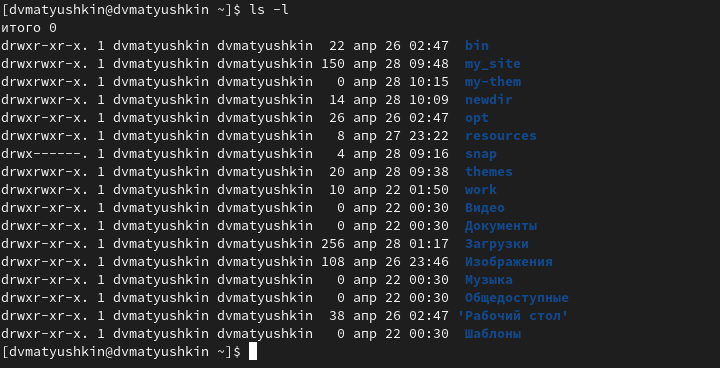 [dvmatyushkin@dvmatyushkin ~]$ ls -l
итого 0
drwxr-xr-x. 1 dvmatyushkin dvmatyushkin  22 апр 26 02:47  bin
drwxrwxr-x. 1 dvmatyushkin dvmatyushkin 150 апр 28 09:48  my_site
drwxrwxr-x. 1 dvmatyushkin dvmatyushkin   0 апр 28 10:15  my-them
drwxrwxr-x. 1 dvmatyushkin dvmatyushkin  14 апр 28 10:09  newdir
drwxr-xr-x. 1 dvmatyushkin dvmatyushkin  26 апр 26 02:47  opt
drwxrwxr-x. 1 dvmatyushkin dvmatyushkin   8 апр 27 23:22  resources
drwx------. 1 dvmatyushkin dvmatyushkin   4 апр 28 09:16  snap
drwxrwxr-x. 1 dvmatyushkin dvmatyushkin  20 апр 28 09:38  themes
drwxr-xr-x. 1 dvmatyushkin dvmatyushkin  10 апр 22 01:50  work
drwxr-xr-x. 1 dvmatyushkin dvmatyushkin   0 апр 22 00:30  Видео
drwxr-xr-x. 1 dvmatyushkin dvmatyushkin   0 апр 22 00:30  Документы
drwxr-xr-x. 1 dvmatyushkin dvmatyushkin 256 апр 28 01:17  Загрузки
drwxr-xr-x. 1 dvmatyushkin dvmatyushkin 108 апр 26 23:46  Изображения
drwxr-xr-x. 1 dvmatyushkin dvmatyushkin   0 апр 22 00:30  Музыка
drwxr-xr-x. 1 dvmatyushkin dvmatyushkin   0 апр 22 00:30  Общедоступные
drwxr-xr-x. 1 dvmatyushkin dvmatyushkin  38 апр 26 02:47 'Рабочий стол'
drwxr-xr-x. 1 dvmatyushkin dvmatyushkin   0 апр 22 00:30  Шаблоны
[dvmatyushkin@dvmatyushkin ~]$